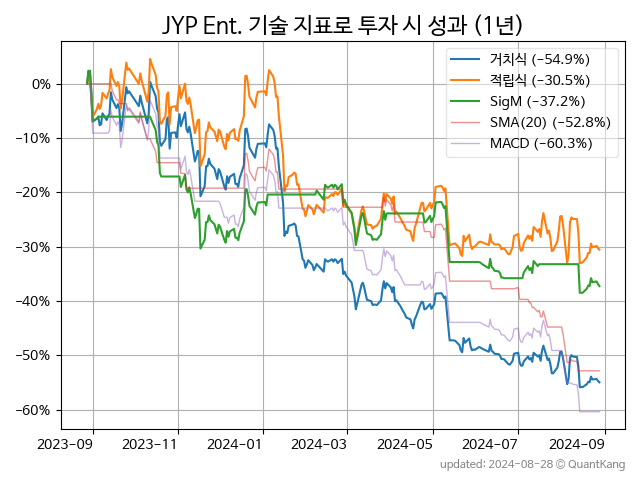 JYP Ent. 기술 지표로 투자 시 성과 (1년)
거치식 (−54.9%)
적립식 (−30.5%)
SigM (−37.2%)
SMA(20) (−52.8%)
MACD (−60.3%)
0%
−10%
−20%
−30%
−40%
−50%
−60%
2023-09 2023-11 2024-01 2024-03 2024-05 2024-07 2024-09
updated: 2024-08-28 © QuantKang